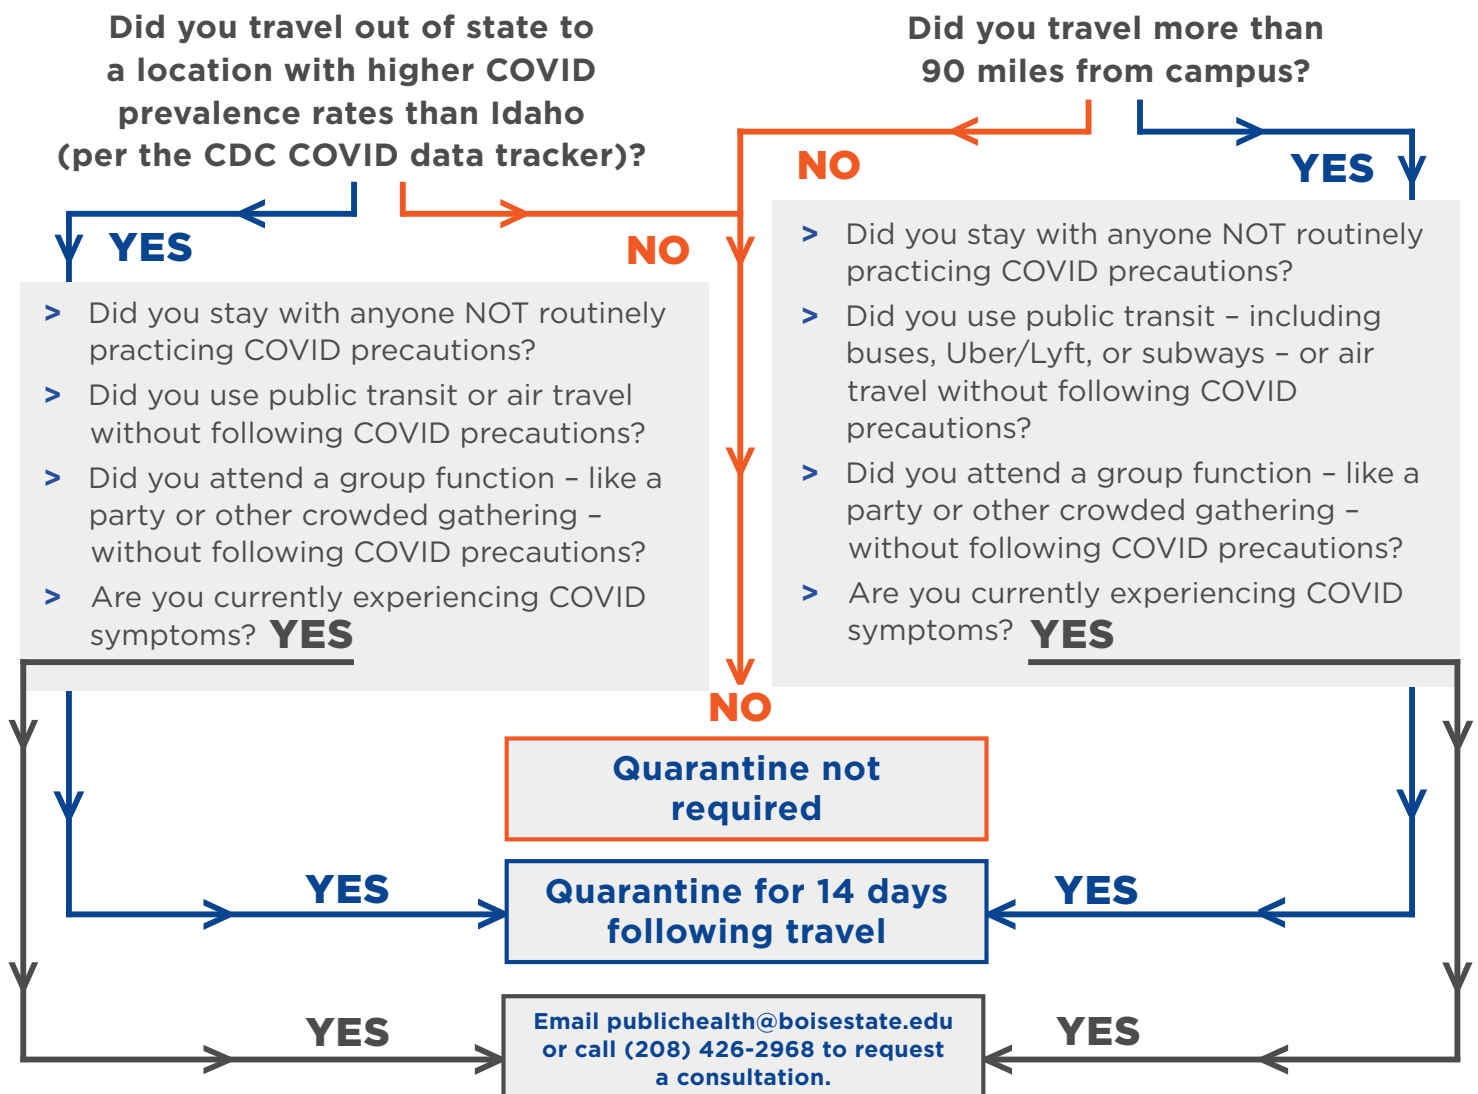 Did you travel out of state to
a location with higher COVID
prevalence rates than Idaho
(per the CDC COVID data tracker)?
YES
NO
> Did you stay with anyone NOT routinely
practicing COVID precautions?
> Did you use public transit or air travel
without following COVID precautions?
> Did you attend a group function – like a
party or other crowded gathering –
without following COVID precautions?
> Are you currently experiencing COVID
symptoms? YES
Did you travel more than
90 miles from campus?
NO
YES
> Did you stay with anyone NOT routinely
practicing COVID precautions?
> Did you use public transit – including
buses, Uber/Lyft, or subways – or air
travel without following COVID
precautions?
> Did you attend a group function – like a
party or other crowded gathering –
without following COVID precautions?
> Are you currently experiencing COVID
symptoms? YES
NO
Quarantine not
required
YES
Quarantine for 14 days
following travel
YES
YES
Email publichealth@boisestate.edu
or call (208) 426-2968 to request
a consultation.
YES